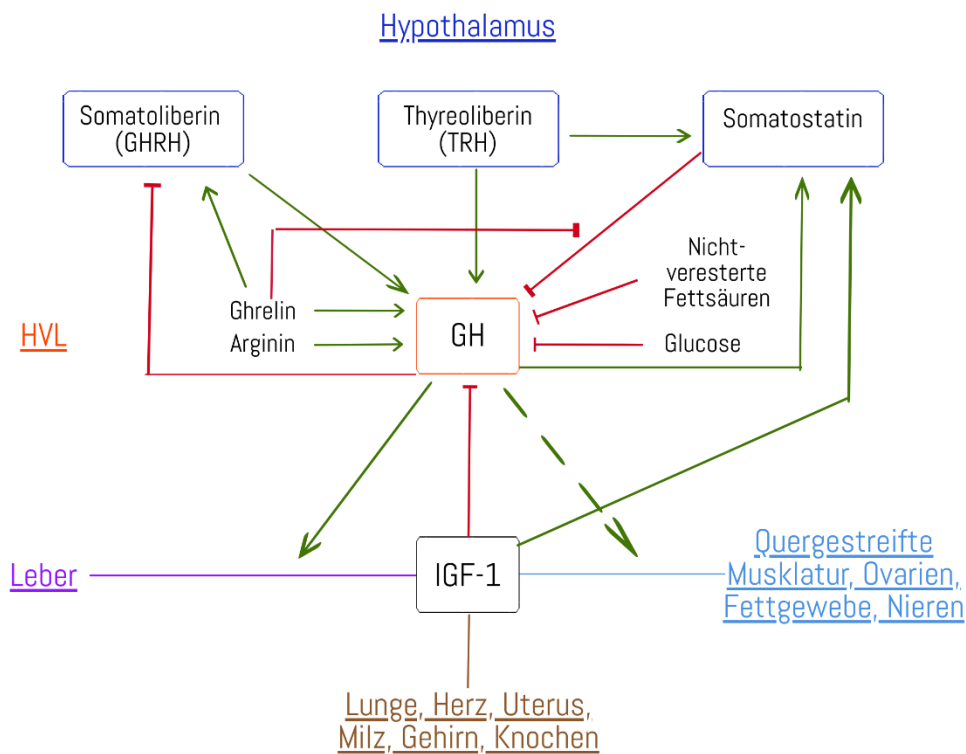 Hypothalamus
Somatoliberin
(GHRH)
Thyreoliberin
(TRH)
Somatostatin
Nicht-
veresterte
Fettsäuren
Ghrelin
HVL
Arginin
GH
Glucose
Leber
IGF-1
Quergestreifte
Musklatur, Ovarien,
Fettgewebe, Nieren
Lunge, Herz, Uterus,
Milz, Gehirn, Knochen